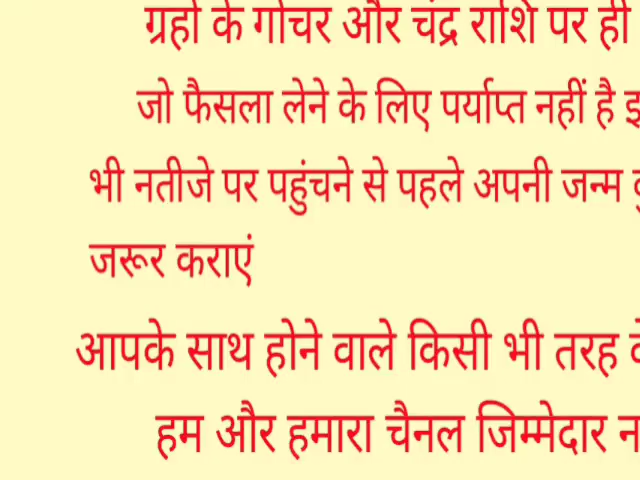 ग्रहों के गोचर और चंद्र राशि पर ही
जो फैसला लेने के लिए पर्याप्त नहीं है
भी नतीजे पर पहुंचने से पहले अपनी जन्म
जरूर कराएं
आपके साथ होने वाले किसी भी तरह
हम और हमारा चैनल जिम्मेदार